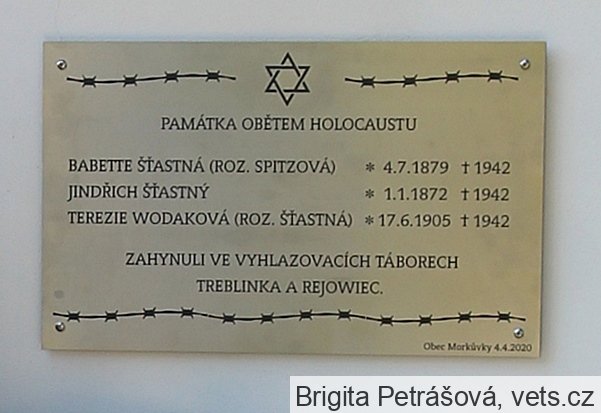 PAMÁTKA OBĚTEM HOLOCAUSTU
BABETTE ŠŤASTNÁ (ROZ. SPITZOVÁ) * 4.7.1879 † 1942
JINDŘICH ŠŤASTNÝ * 1.1.1872 † 1942
TEREZIE WODAKOVÁ (ROZ. ŠŤASTNÁ) * 17.6.1905 † 1942
ZAHYNULI VE VYHLAZOVACÍCH TÁBORECH
TREBLINKA A REJOWIEC.
Obec Morkůvky 4.4.2020
Brigita Petrášová, vets.cz